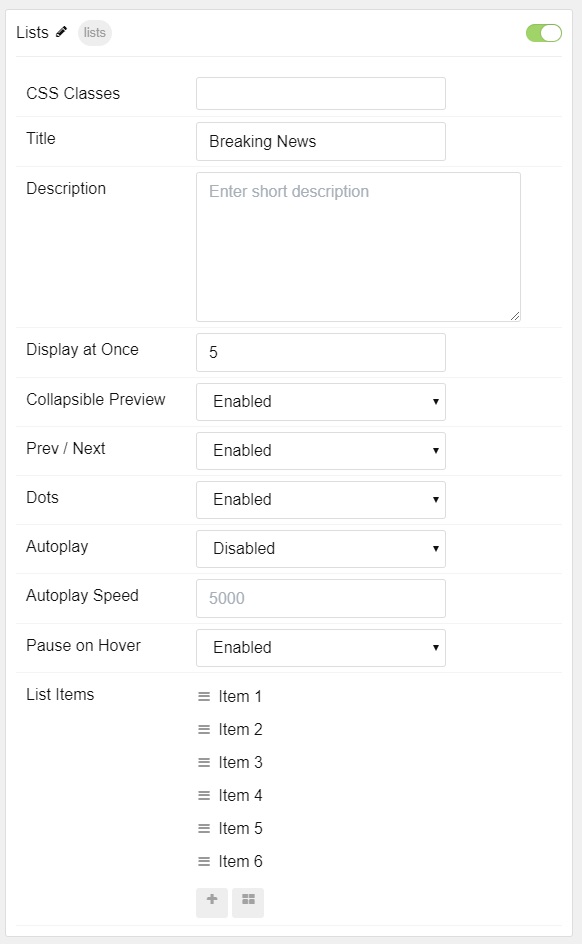 Lists lists
CSS Classes
Title Breaking News
Description Enter short description
Display at Once 5
Collapsible Preview Enabled
Prev / Next Enabled
Dots Enabled
Autoplay Disabled
Autoplay Speed 5000
Pause on Hover Enabled
List Items Item 1
Item 2
Item 3
Item 4
Item 5
Item 6